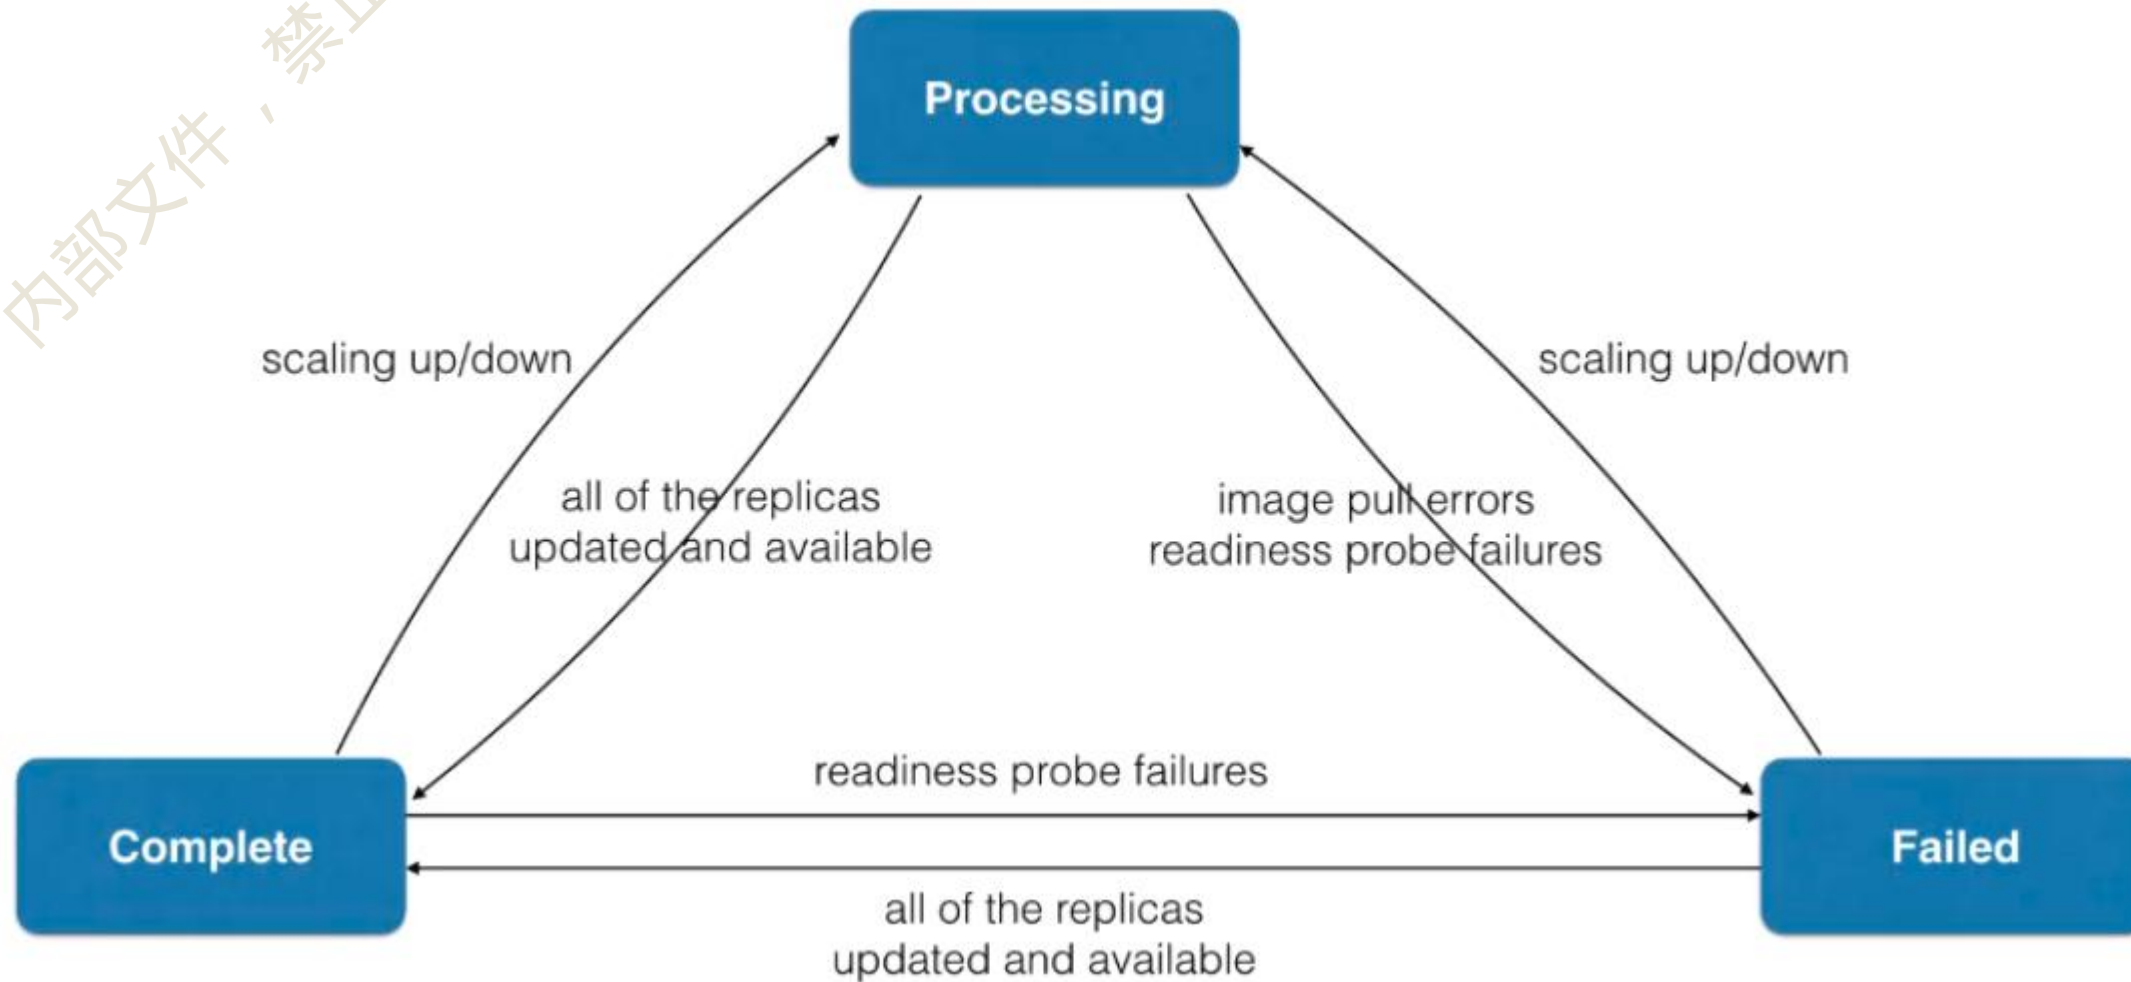 内部文件，禁
Processing
scaling up/down
scaling up/down
all of the replicas
updated and available
image pull errors
readiness probe failures
readiness probe failures
Complete
Failed
all of the replicas
updated and available